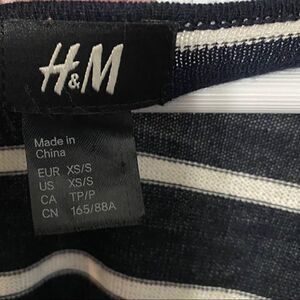 H&M
Made in
China
EUR XS/S
US XS/S
CA TP/P
CN 165/88A